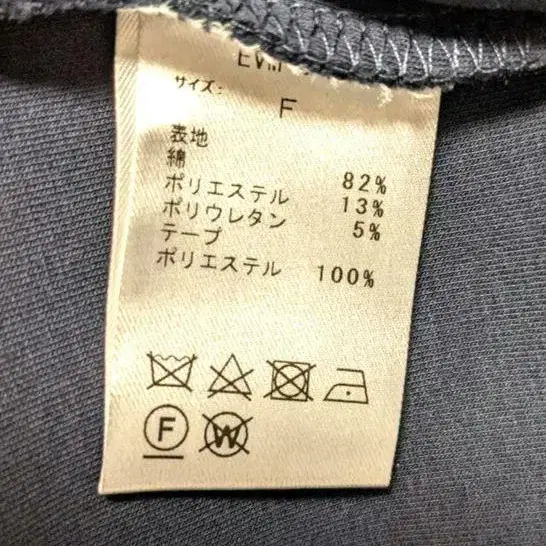 サイズ:
F
表地
綿 82%
ポリエステル 13%
ポリウレタン 5%
テープ
ポリエステル 100%
F
W